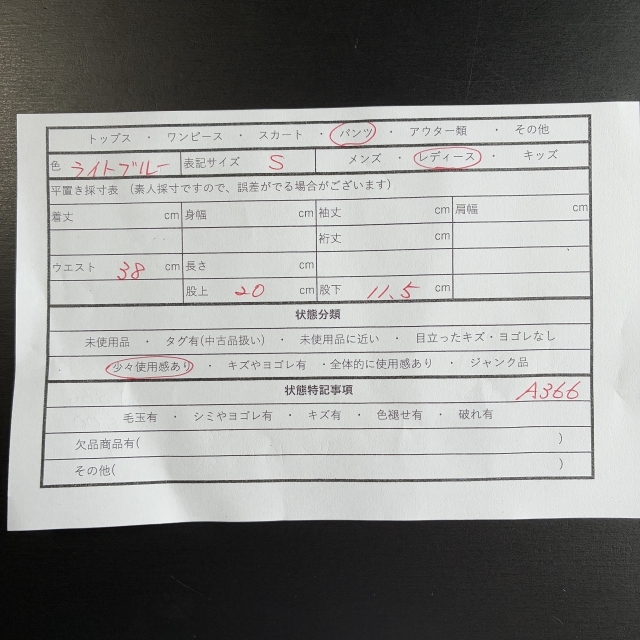 トップス ・ ワンピース ・ スカート ・ パンツ ・ アウター類 ・ その他
色 ライトブルー 表記サイズ S メンズ ・ レディース ・ キッズ
平置き採寸表 (素人採寸ですので、誤差がでる場合がございます)
着丈 cm 身幅 cm 袖丈 cm 肩幅 cm
裄丈 cm
ウエスト 38 cm 長さ cm
股上 20 cm 股下 11.5 cm
状態分類
未使用品 ・ タグ有(中古品扱い) ・ 未使用品に近い ・ 目立ったキズ・ヨゴレなし
少々使用感あり ・ キズやヨゴレ有 ・全体的に使用感あり ・ ジャンク品
状態特記事項 A366
毛玉有 ・ シミやヨゴレ有 ・ キズ有 ・ 色褪せ有 ・ 破れ有
欠品商品有( )
その他( )